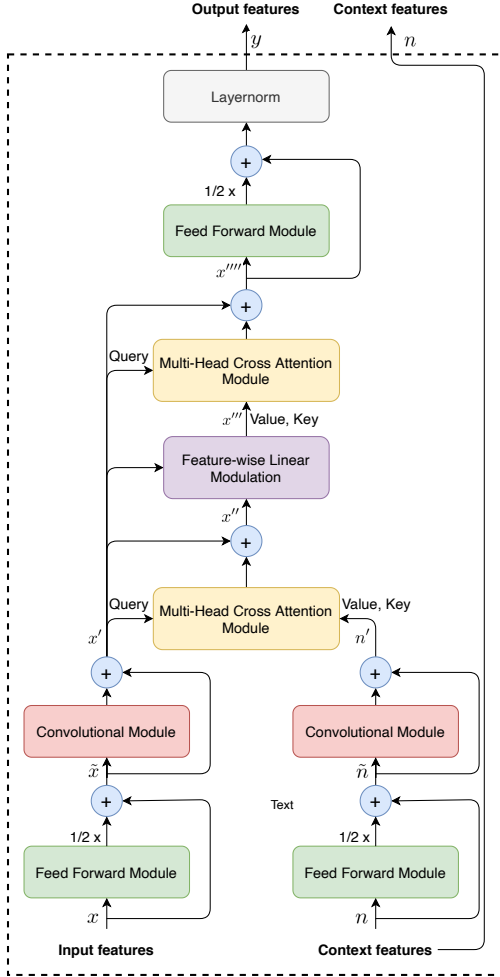 Output features
Context features
y
n
Layernorm
+
1/2 x
Feed Forward Module
x''''
+
Query
Multi-Head Cross Attention
Module
x'''
Value, Key
Feature-wise Linear
Modulation
x''
+
Query
Multi-Head Cross Attention
Module
Value, Key
x'
n'
+
+
Convolutional Module
Convolutional Module
x̃
ñ
+
Text
+
1/2 x
1/2 x
Feed Forward Module
Feed Forward Module
x
n
Input features
Context features